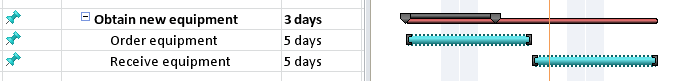 Obtain new equipment 3 days
Order equipment 5 days
Receive equipment 5 days